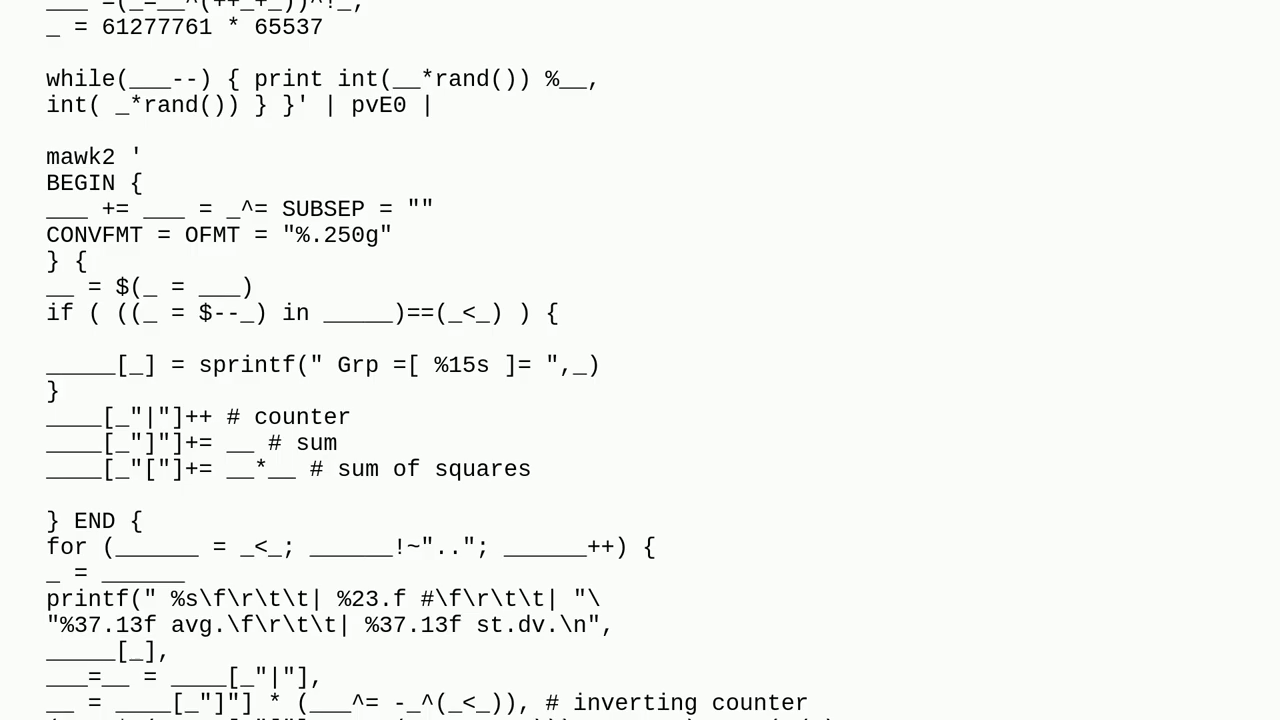 ___ =(_=__^(++_+_))^!_;
_ = 61277761 * 65537
while(___--) { print int(__*rand()) %__,
int( _*rand()) } }' | pvE0 |
mawk2 '
BEGIN {
___ += ___ = _^= SUBSEP = ""
CONVFMT = OFMT = "%.250g"
} {
__ = $(_ = ___)
if ( ((_ = $--_) in _____)==(_<_) ) {
_____[_] = sprintf(" Grp =[ %15s ]= ",_)
}
____[_"|"]++ # counter
____[_"]"]+= __ # sum
____[_"["]+= __*__ # sum of squares
} END {
for (______ = _<_; ______!~".."; ______++) {
_ = ______
printf(" %s\f\r\t\t| %23.f #\f\r\t\t| "\
"%37.13f avg.\f\r\t\t| %37.13f st.dv.\n",
_____[_],
___=__ = ____[_"|"],
__ = ____[_"]"] * (___^= -_^(_<_)), # inverting counter